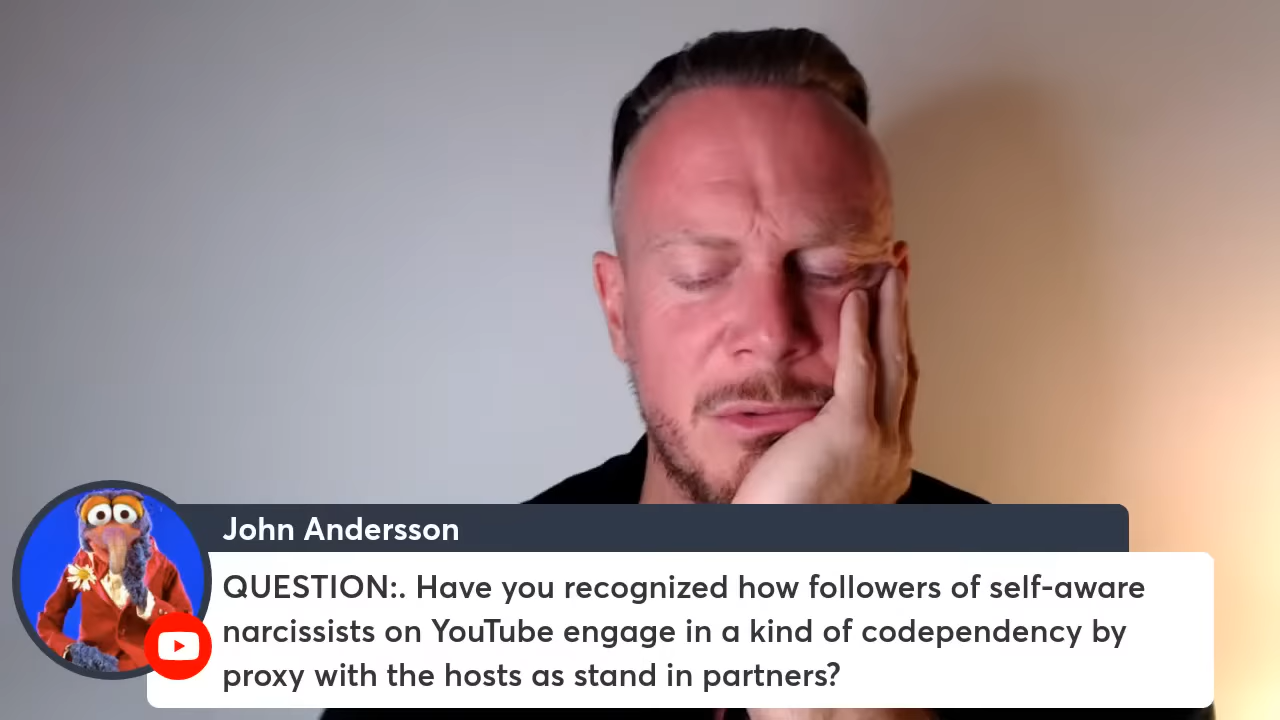 John Andersson
QUESTION:. Have you recognized how followers of self-aware
narcissists on YouTube engage in a kind of codependency by
proxy with the hosts as stand in partners?